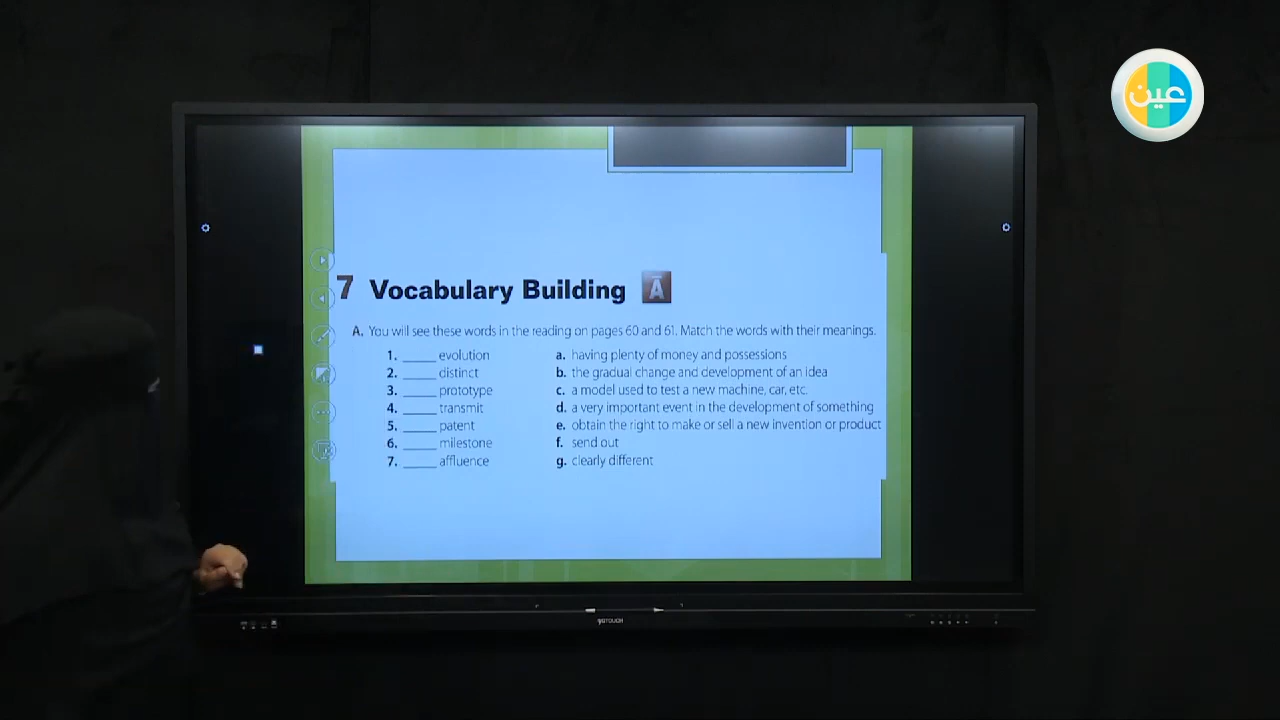 عين
7 Vocabulary Building A
A. You will see these words in the reading on pages 60 and 61. Match the words with their meanings.
1. _____ evolution
2. _____ distinct
3. _____ prototype
4. _____ transmit
5. _____ patent
6. _____ milestone
7. _____ affluence
a. having plenty of money and possessions
b. the gradual change and development of an idea
c. a model used to test a new machine, car, etc.
d. a very important event in the development of something
e. obtain the right to make or sell a new invention or product
f. send out
g. clearly different